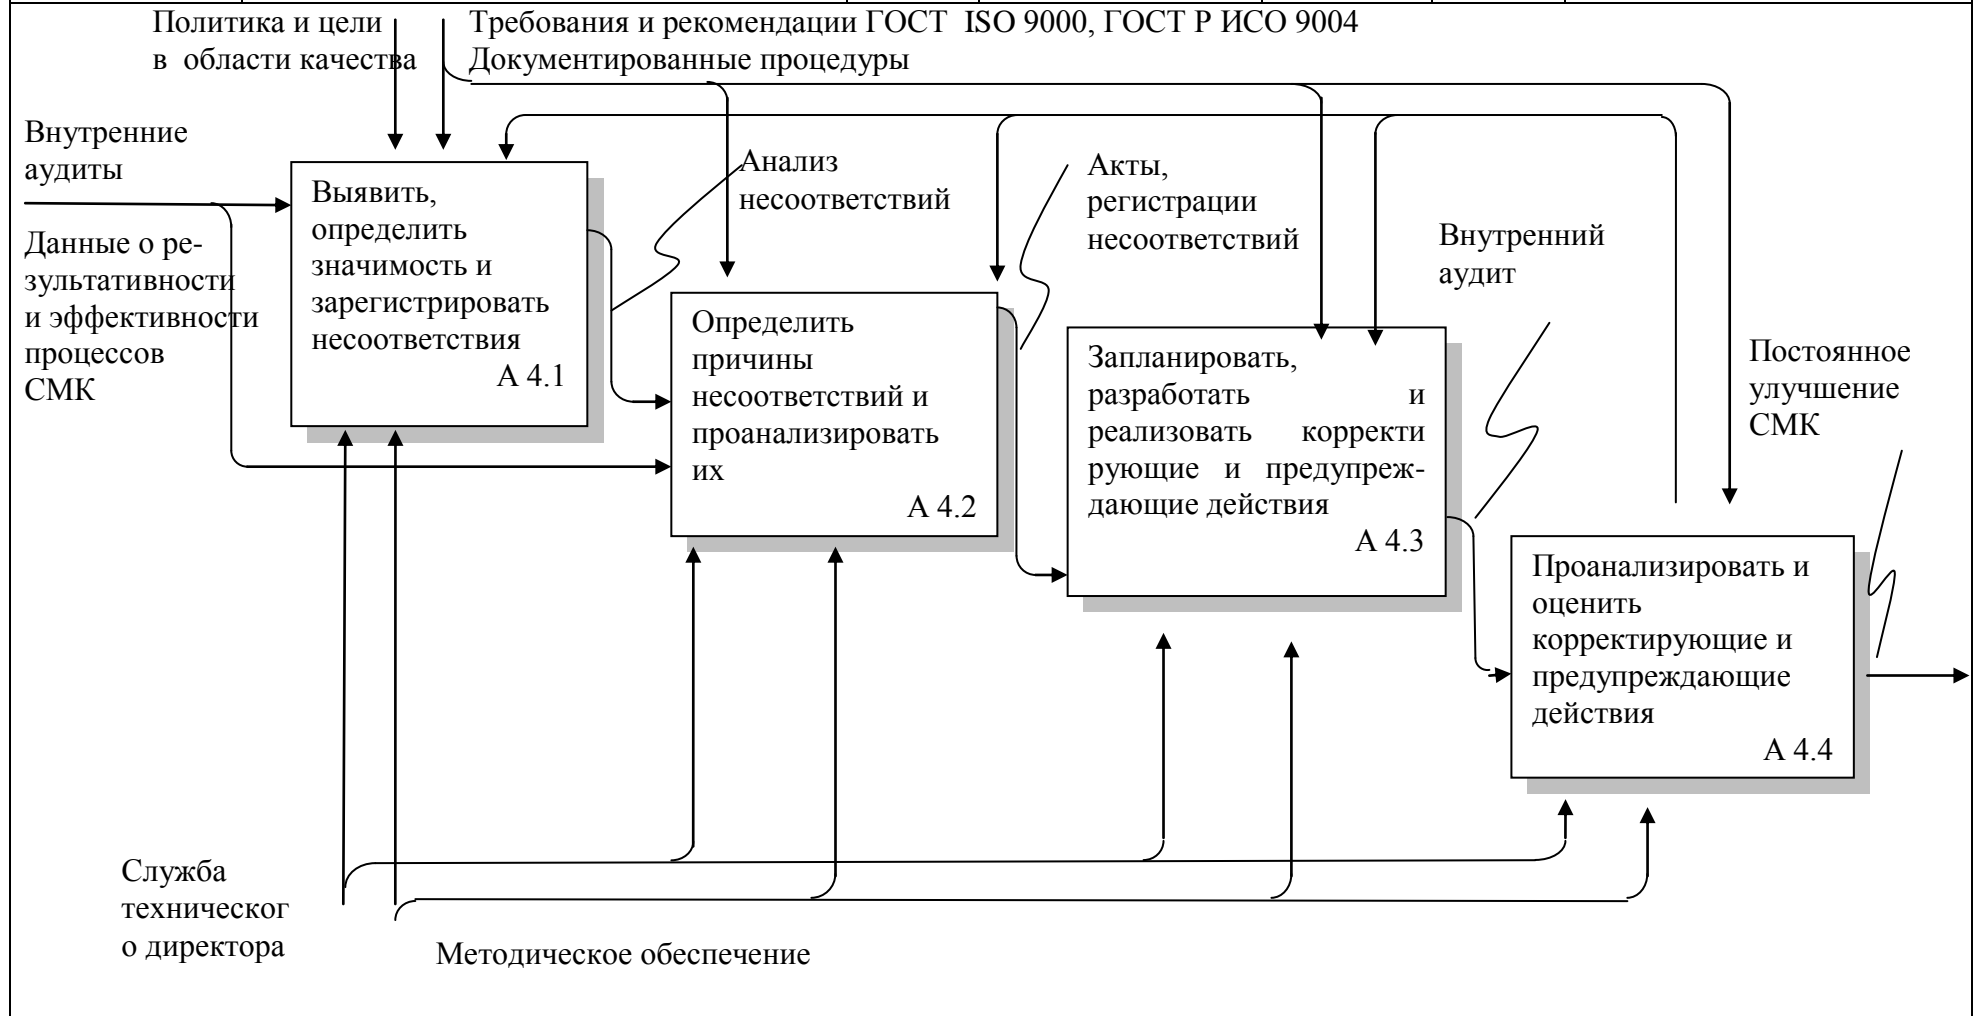 Политика и цели
в области качества
Требования и рекомендации ГОСТ ISO 9000, ГОСТ Р ИСО 9004
Документированные процедуры
Внутренние
аудиты
Данные о ре-
зультативности
и эффективности
процессов
СМК
Выявить,
определить
значимость и
зарегистрировать
несоответствия
А 4.1
Анализ
несоответствий
Определить
причины
несоответствий и
проанализировать
их
А 4.2
Акты,
регистрации
несоответствий
Запланировать,
разработать и
реализовать корректи
рующие и предупреж-
дающие действия
А 4.3
Внутренний
аудит
Проанализировать и
оценить
корректирующие и
предупреждающие
действия
А 4.4
Постоянное
улучшение
СМК
Служба
техническог
о директора
Методическое обеспечение